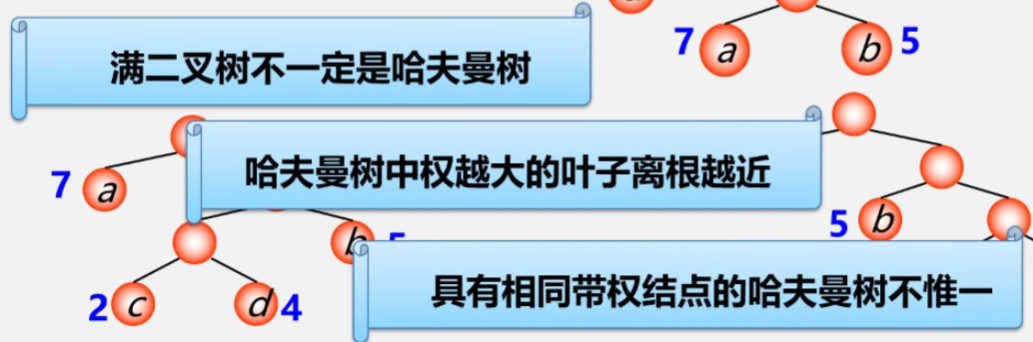 7 a b 5
满二叉树不一定是哈夫曼树
7 a
哈夫曼树中权越大的叶子离根越近
5 b
b
2 c d 4
具有相同带权结点的哈夫曼树不惟一